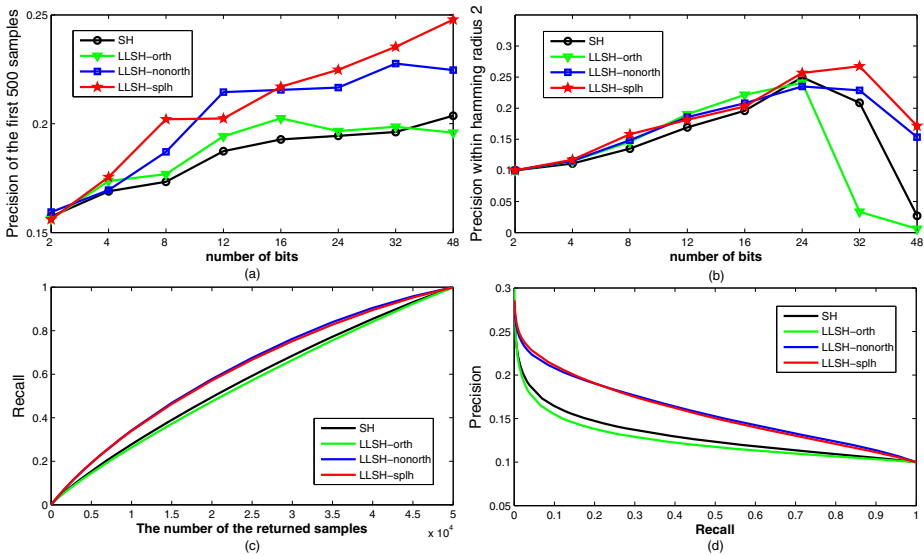 Precision of the first 500 samples
0.25
0.2
0.15
SH
LLSH-orth
LLSH-nonorth
LLSH-splh
2 4 8 12 16 24 32 48
number of bits
(a)
Precision within hamming radius 2
0.35
0.3
0.25
0.2
0.15
0.1
0.05
0
SH
LLSH-orth
LLSH-nonorth
LLSH-splh
2 4 8 12 16 24 32 48
number of bits
(b)
Recall
1
0.8
0.6
0.4
0.2
0
SH
LLSH-orth
LLSH-nonorth
LLSH-splh
0 0.5 1 1.5 2 2.5 3 3.5 4 4.5 5
The number of the returned samples
x 10^4
(c)
Precision
0.3
0.25
0.2
0.15
0.1
0.05
SH
LLSH-orth
LLSH-nonorth
LLSH-splh
0 0.1 0.2 0.3 0.4 0.5 0.6 0.7 0.8 0.9 1
Recall
(d)